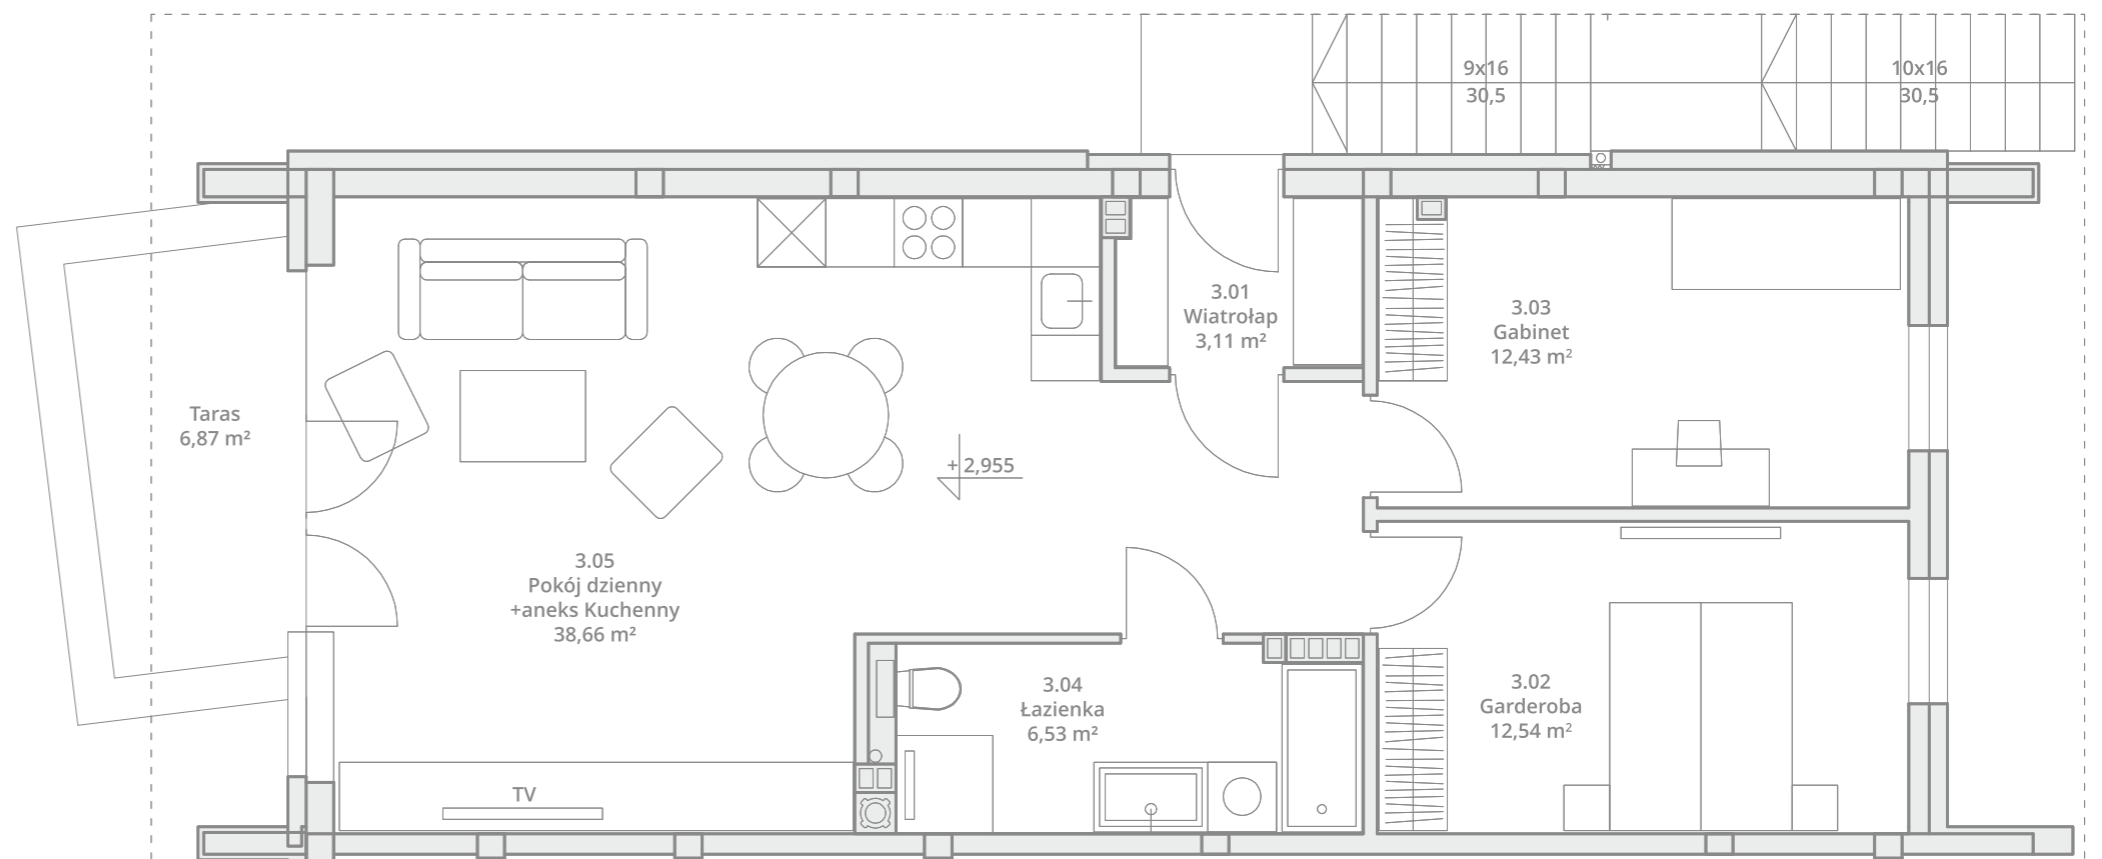 9x16
30,5
10x16
30,5
3.01
Wiatrołap
3,11 m²
3.03
Gabinet
12,43 m²
Taras
6,87 m²
+ 2,955
3.05
Pokój dzienny
+aneks Kuchenny
38,66 m²
3.04
Łazienka
6,53 m²
3.02
Garderoba
12,54 m²
TV